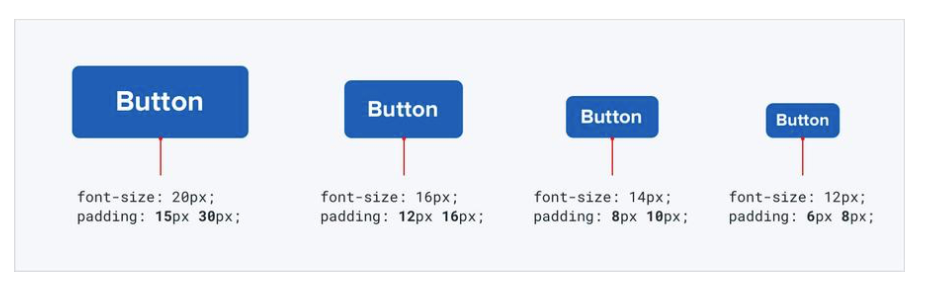 Button
font-size: 20px;
padding: 15px 30px;
Button
font-size: 16px;
padding: 12px 16px;
Button
font-size: 14px;
padding: 8px 10px;
Button
font-size: 12px;
padding: 6px 8px;